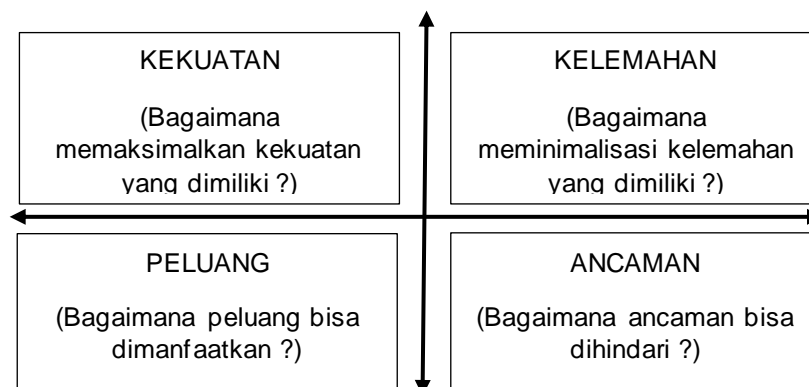 KEKUATAN
(Bagaimana
memaksimalkan kekuatan
yang dimiliki ?)
KELEMAHAN
(Bagaimana
meminimalisasi kelemahan
yang dimiliki ?)
PELUANG
(Bagaimana peluang bisa
dimanfaatkan ?)
ANCAMAN
(Bagaimana ancaman bisa
dihindari ?)